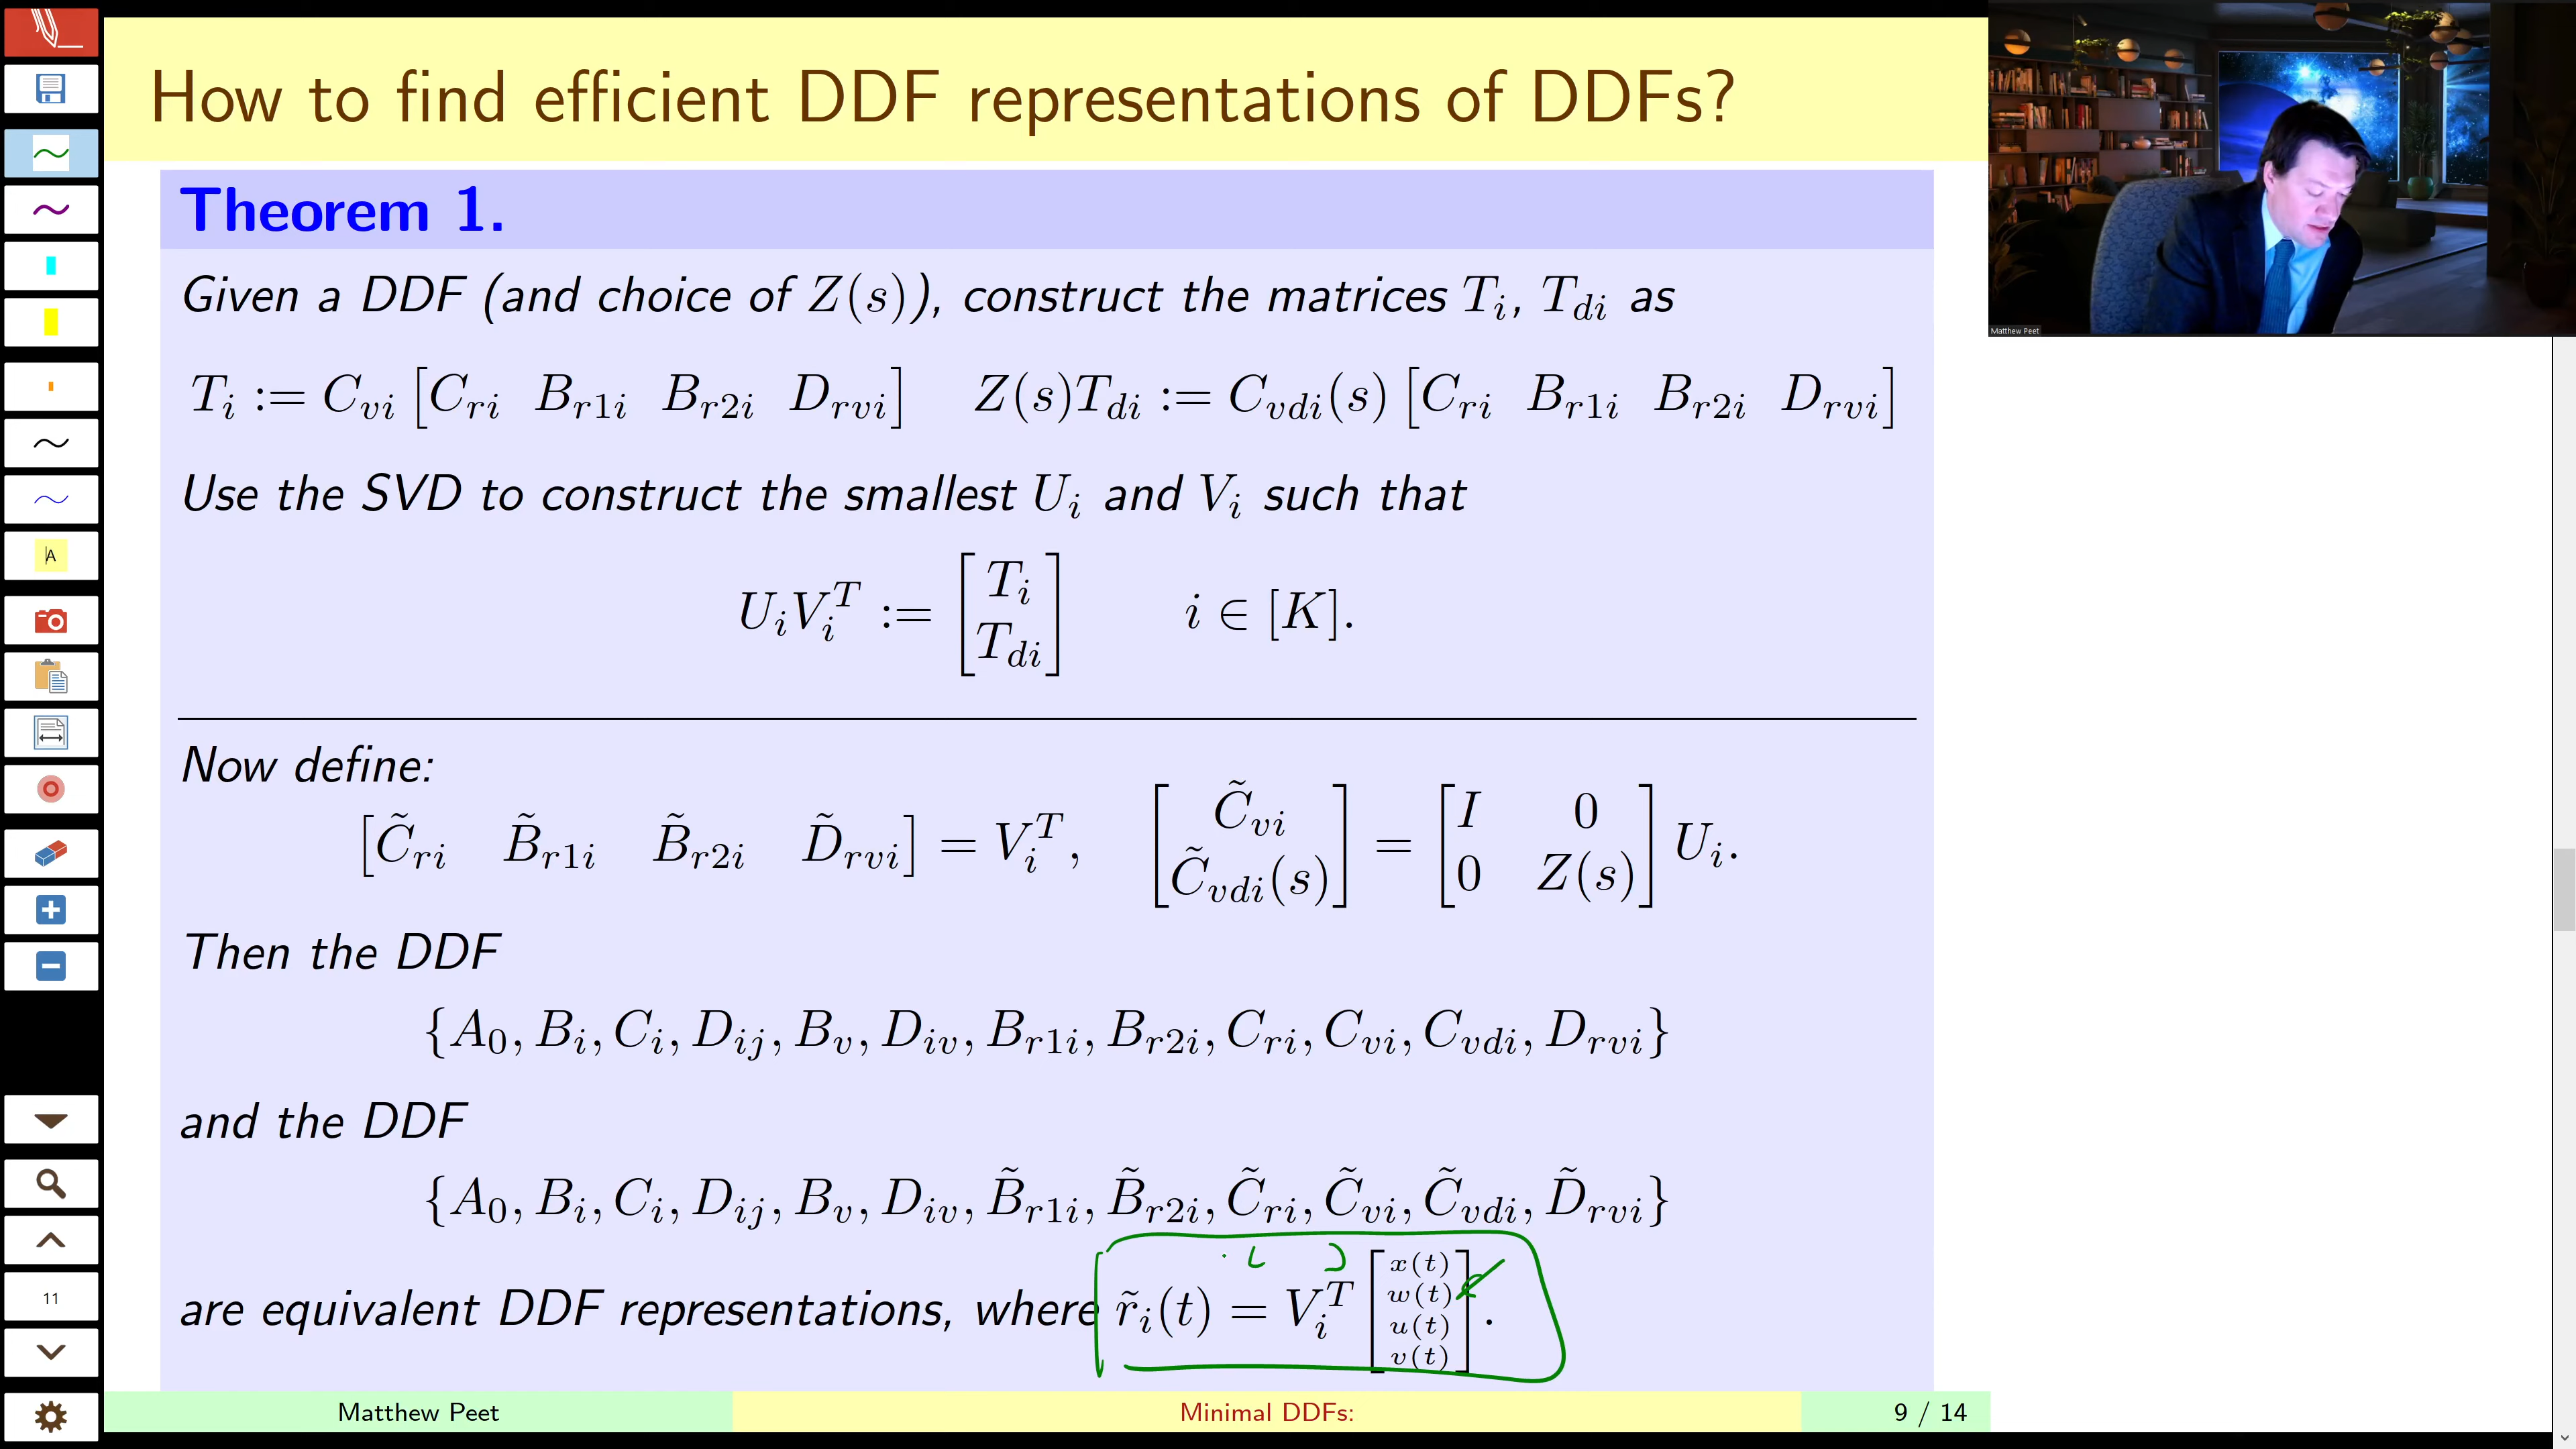 How to find efficient DDF representations of DDFs?
Matthew Peet
Theorem 1.
Given a DDF (and choice of Z(s)), construct the matrices T_i, T_{di} as
T_i := C_{vi} [C_{ri} B_{r1i} B_{r2i} D_{rvi}] Z(s)T_{di} := C_{vdi}(s) [C_{ri} B_{r1i} B_{r2i} D_{rvi}]
Use the SVD to construct the smallest U_i and V_i such that
U_i V_i^T := [T_i; T_{di}] i ∈ [K].
Now define:
[C̃_{ri} B̃_{r1i} B̃_{r2i} D̃_{rvi}] = V_i^T, [C̃_{vi}; C̃_{vdi}(s)] = [I 0; 0 Z(s)] U_i.
Then the DDF
{A_0, B_i, C_i, D_{ij}, B_v, D_{iv}, B_{r1i}, B_{r2i}, C_{ri}, C_{vi}, C_{vdi}, D_{rvi}}
and the DDF
{A_0, B_i, C_i, D_{ij}, B_v, D_{iv}, B̃_{r1i}, B̃_{r2i}, C̃_{ri}, C̃_{vi}, C̃_{vdi}, D̃_{rvi}}
are equivalent DDF representations, where r̃_i(t) = V_i^T [x(t); w(t); u(t); v(t)].
Matthew Peet
Minimal DDFs:
9 / 14
A
11